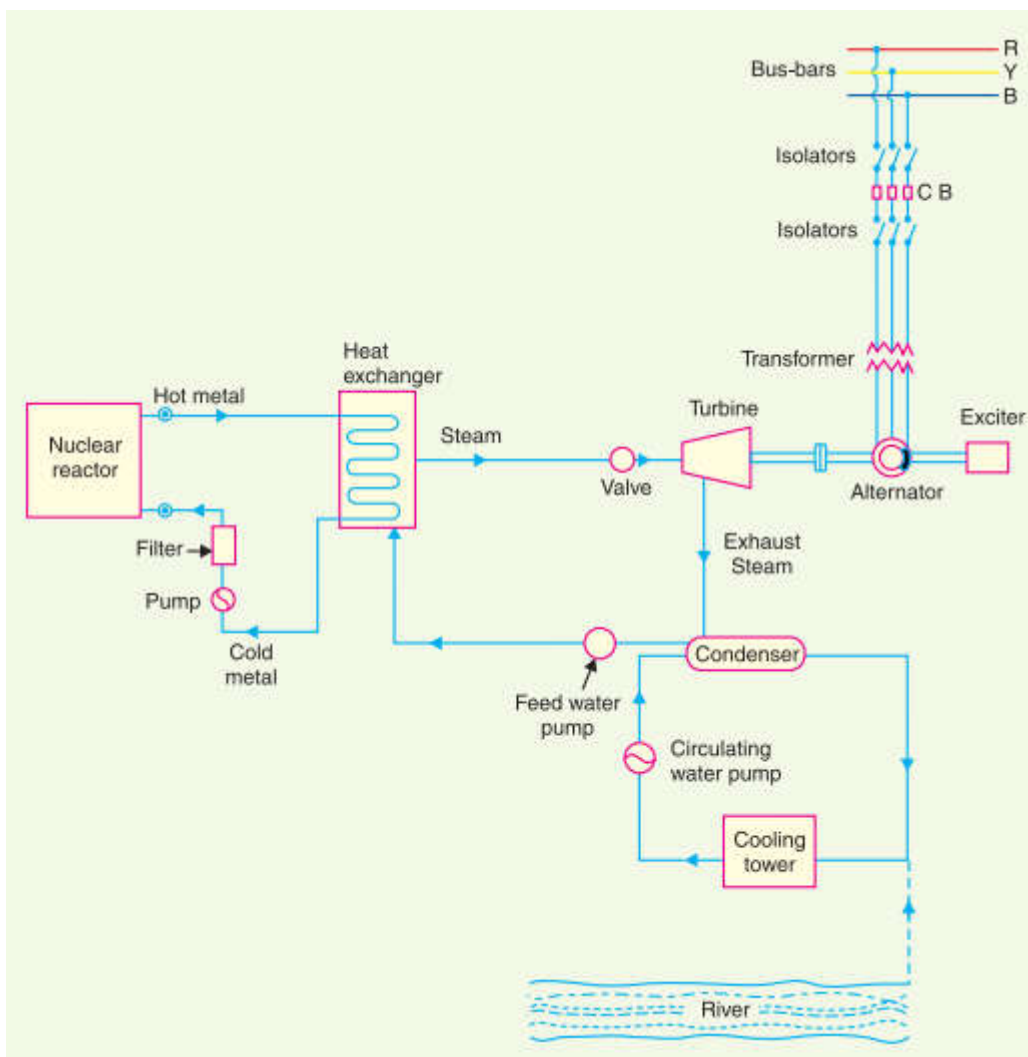 R
Bus-bars
Y
B
Isolators
C B
Isolators
Transformer
Heat
exchanger
Hot metal
Turbine
Exciter
Nuclear
reactor
Steam
Valve
Alternator
Filter
Exhaust
Steam
Pump
Cold
metal
Condenser
Feed water
pump
Circulating
water pump
Cooling
tower
River